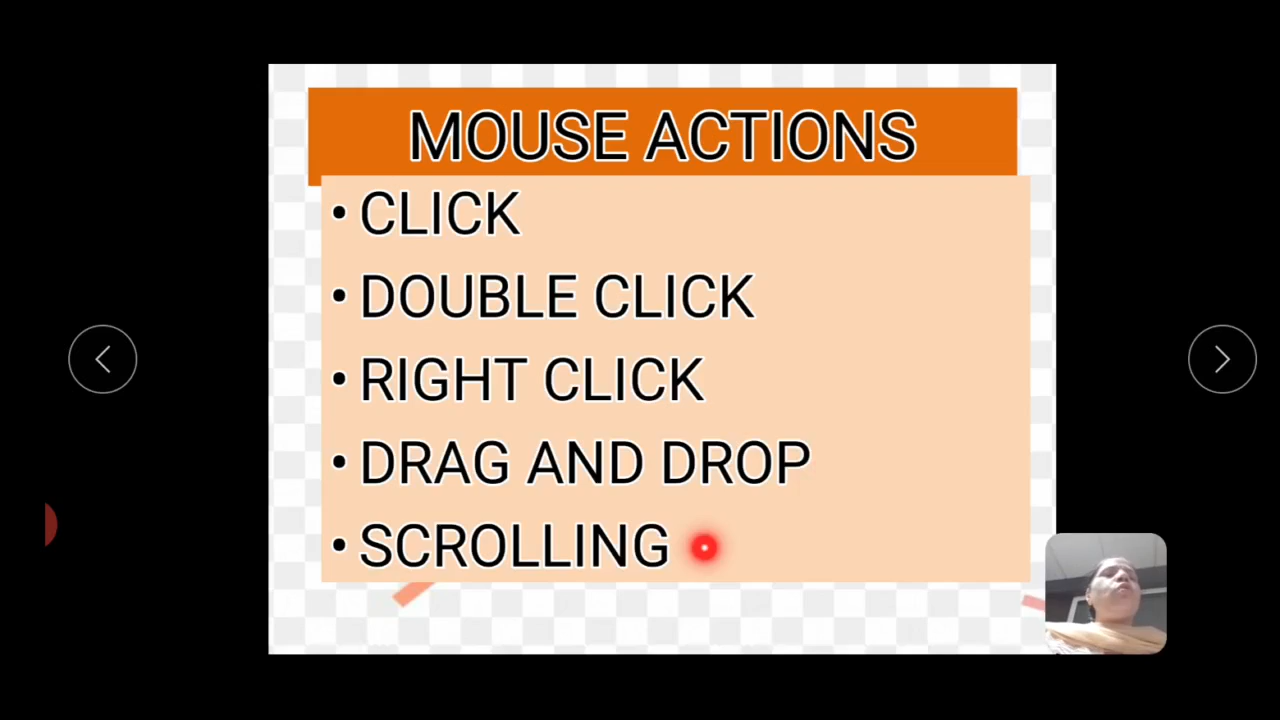 MOUSE ACTIONS
• CLICK
• DOUBLE CLICK
• RIGHT CLICK
• DRAG AND DROP
• SCROLLING